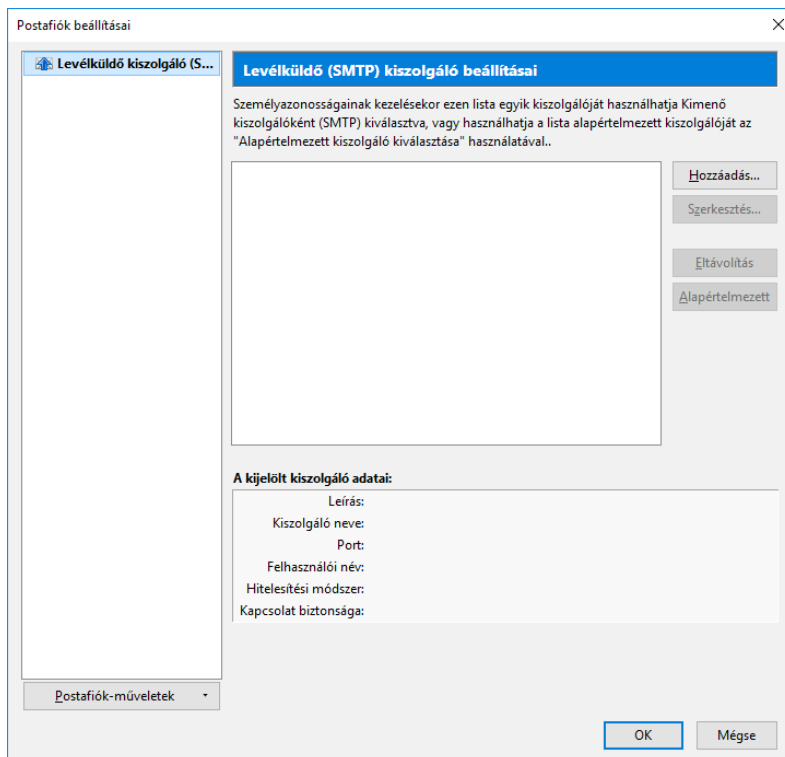 Postafiók beállításai
Levélküldő kiszolgáló (S...
Levélküldő (SMTP) kiszolgáló beállításai
Személyazonosságainak kezelésekor ezen lista egyik kiszolgálóját használhatja Kimenő
kiszolgálóként (SMTP) kiválasztva, vagy használhatja a lista alapértelmezett kiszolgálóját az
"Alapértelmezett kiszolgáló kiválasztása" használatával..
Hozzáadás...
Szerkesztés...
Eltávolítás
Alapértelmezett
A kijelölt kiszolgáló adatai:
Leírás:
Kiszolgáló neve:
Port:
Felhasználói név:
Hitelesítési módszer:
Kapcsolat biztonsága:
Postafiók-műveletek
OK
Mégse